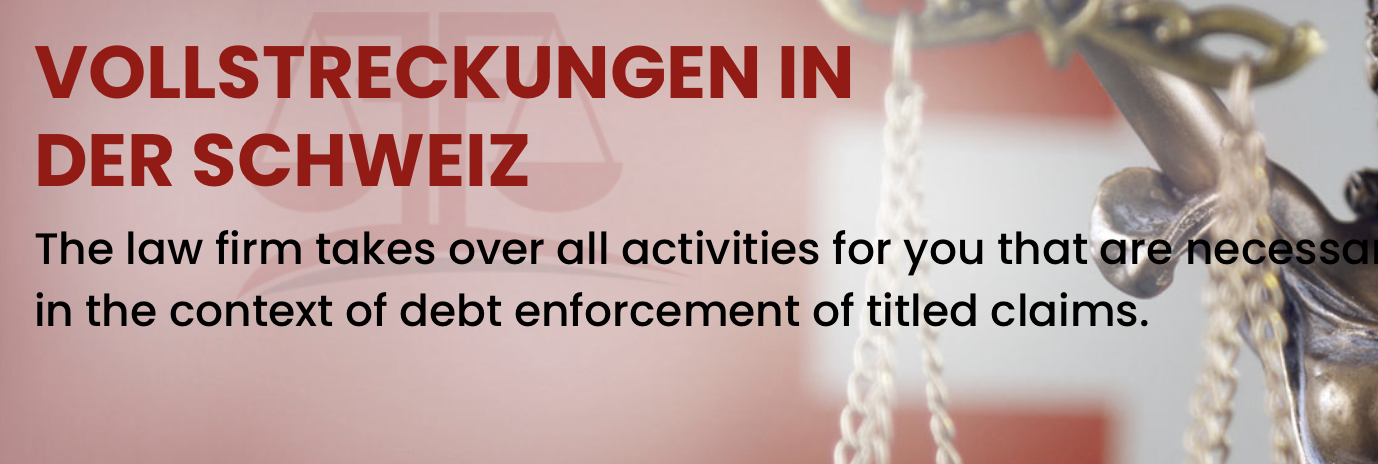 VOLLSTRECKUNGEN IN
DER SCHWEIZ
The law firm takes over all activities for you that are necessar
in the context of debt enforcement of titled claims.